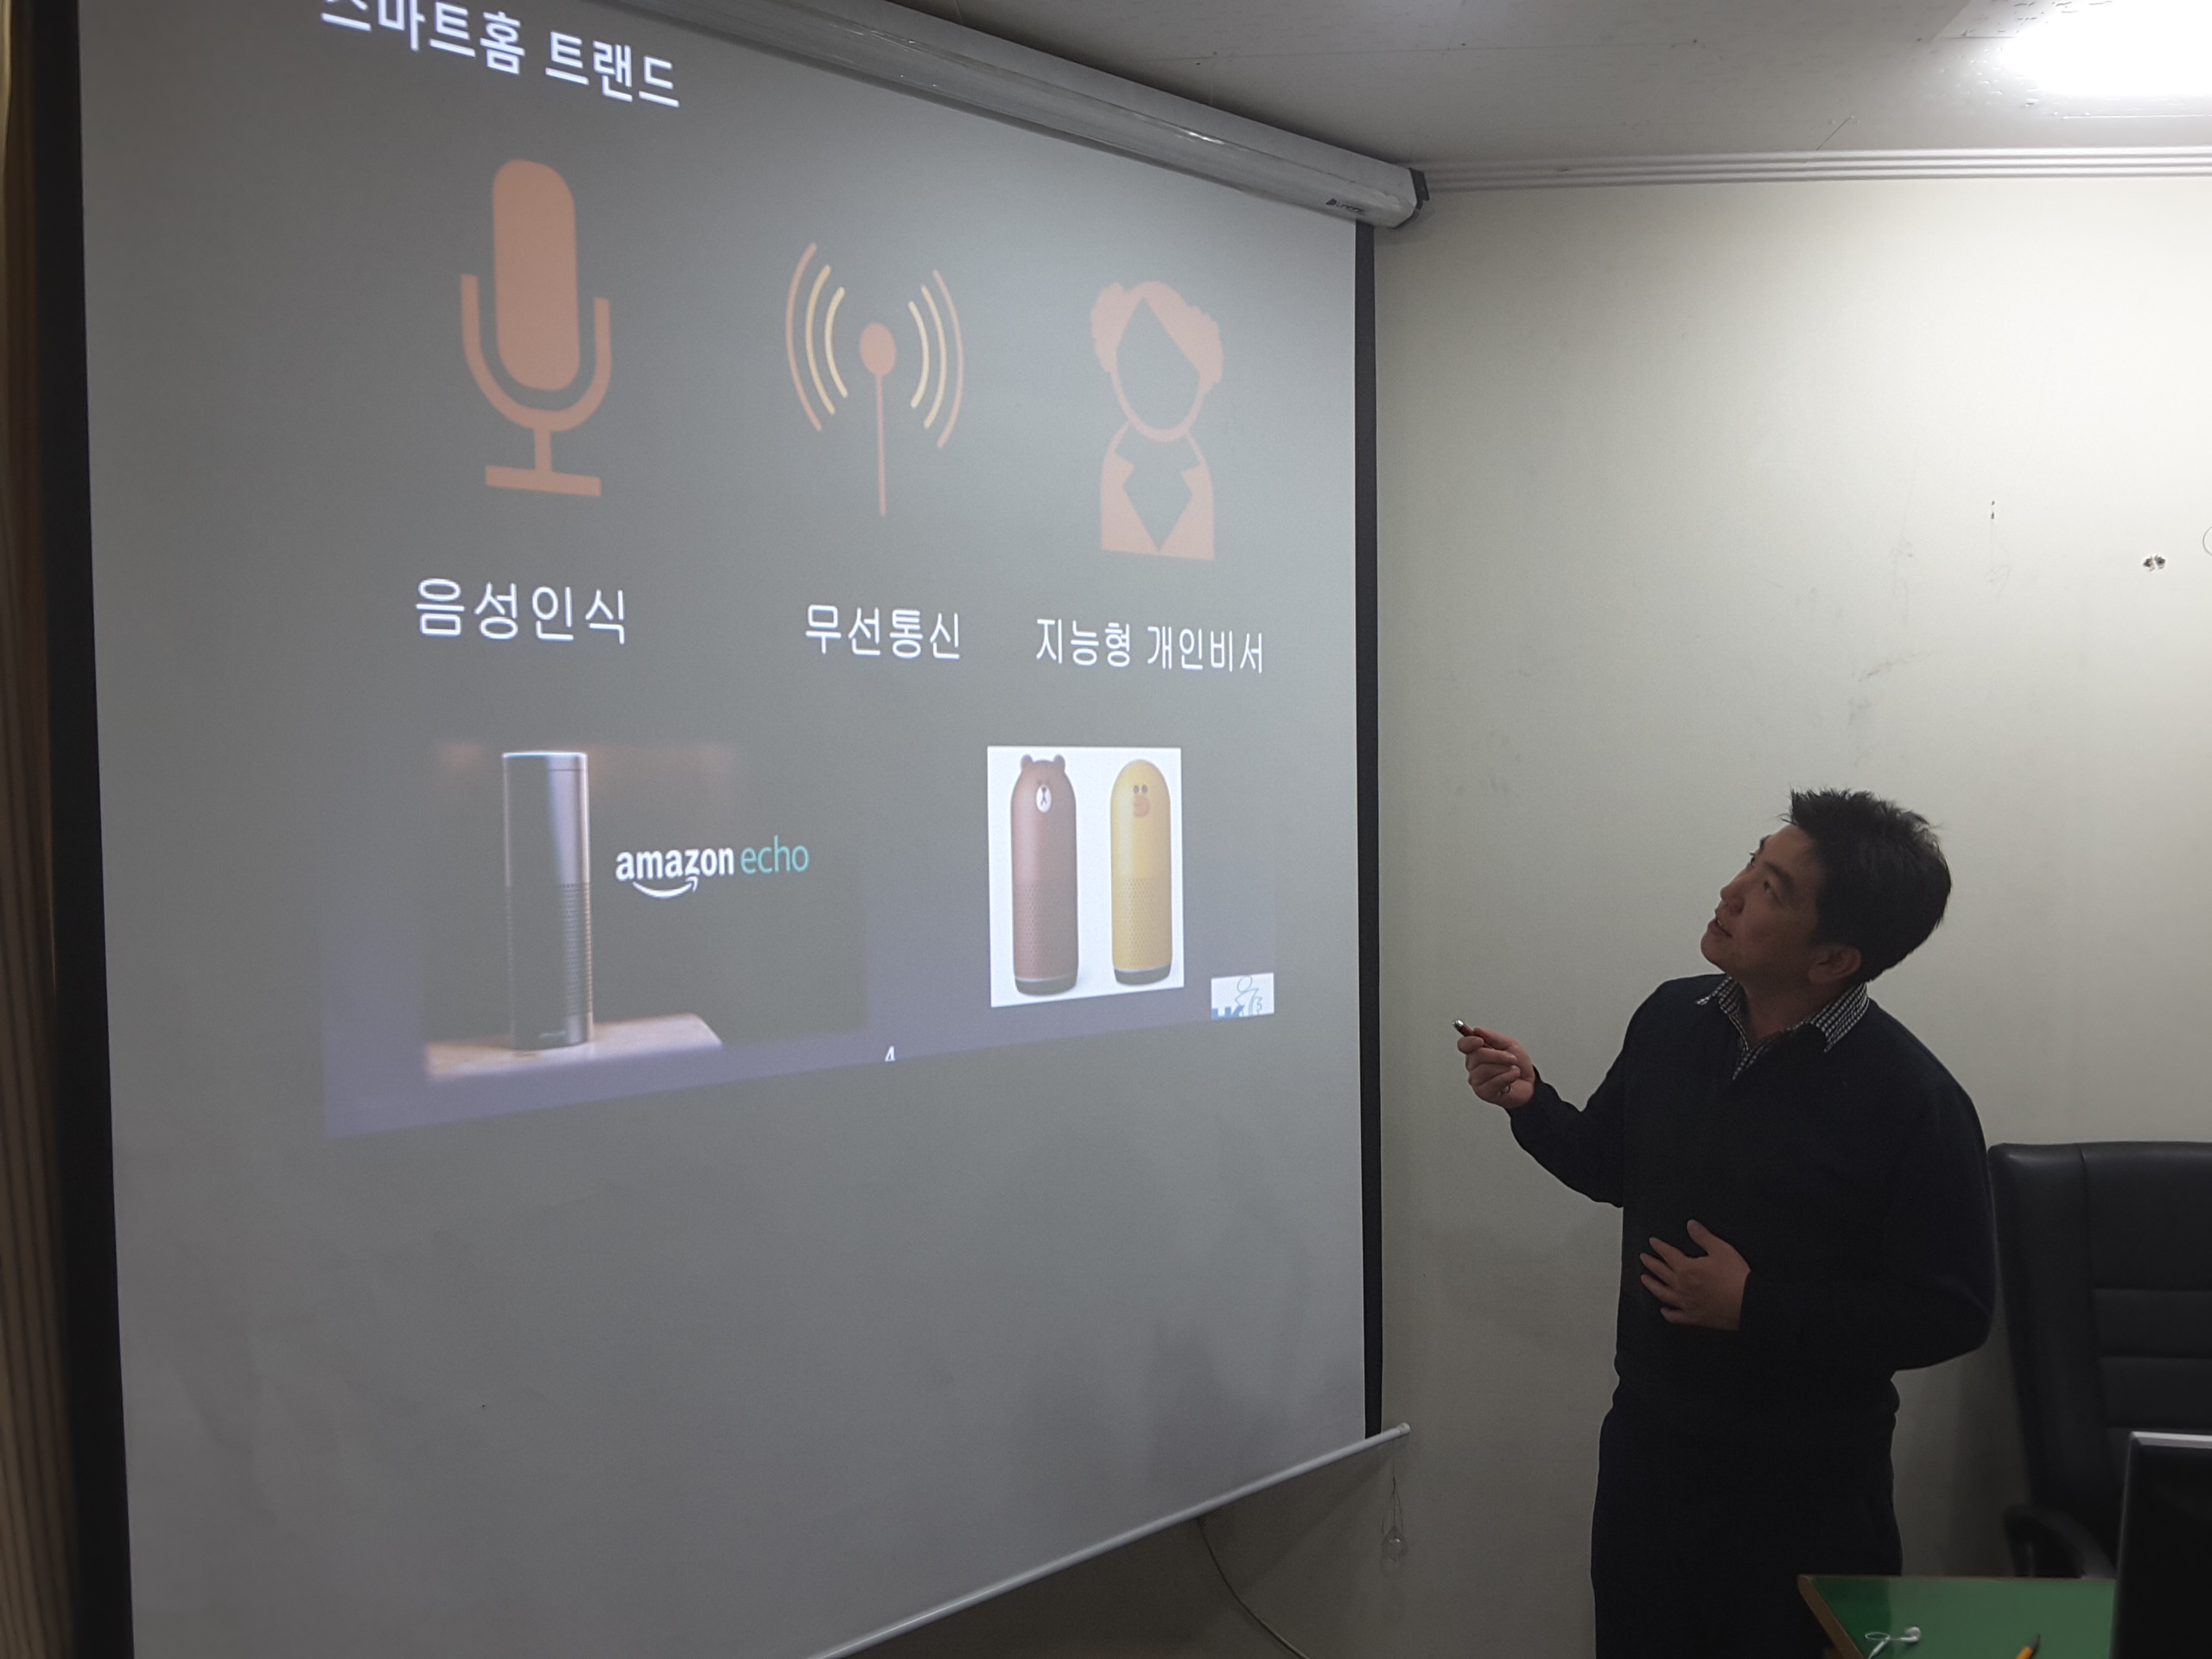 스마트홈 트랜드
음성인식
무선통신
지능형 개인비서
amazon echo
4